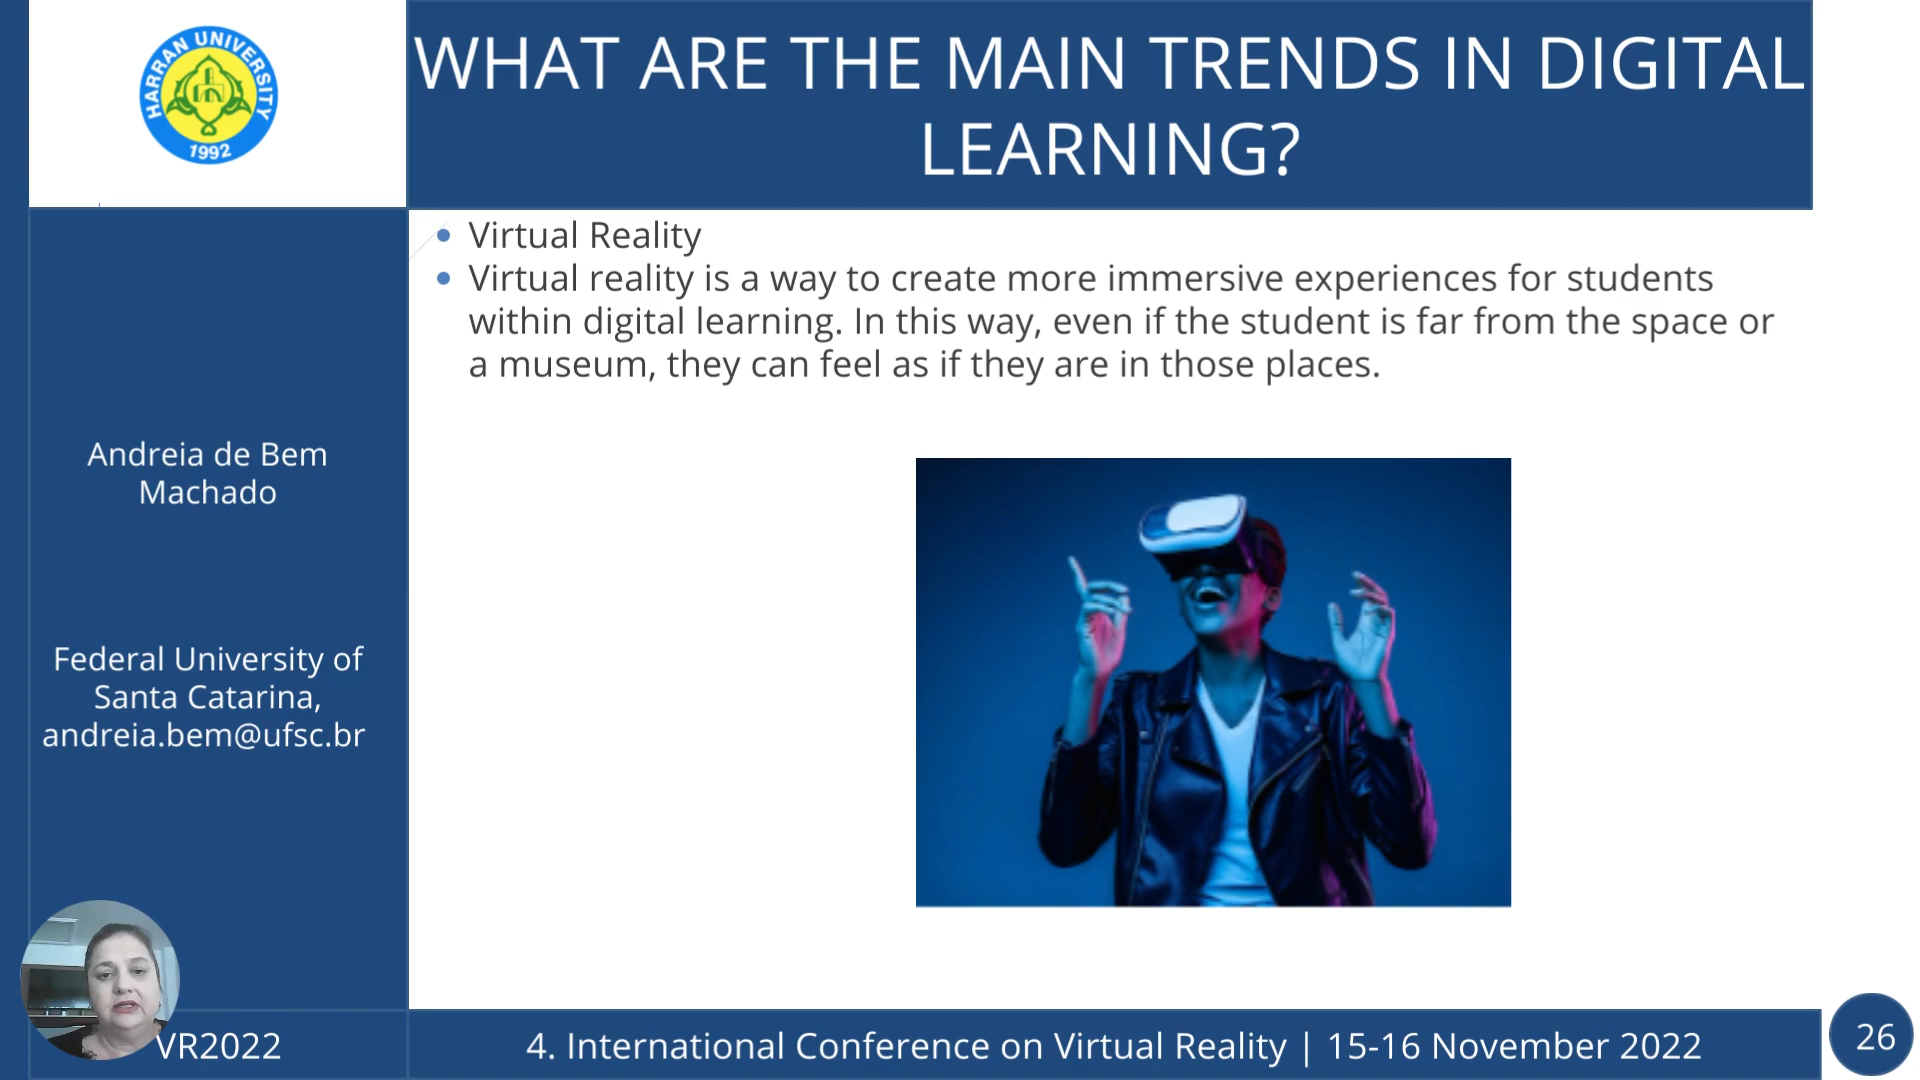 HARRAN UNIVERSITY
1992
WHAT ARE THE MAIN TRENDS IN DIGITAL
LEARNING?
• Virtual Reality
• Virtual reality is a way to create more immersive experiences for students
within digital learning. In this way, even if the student is far from the space or
a museum, they can feel as if they are in those places.
Andreia de Bem
Machado
Federal University of
Santa Catarina,
andreia.bem@ufsc.br
VR2022
4. International Conference on Virtual Reality | 15-16 November 2022
26